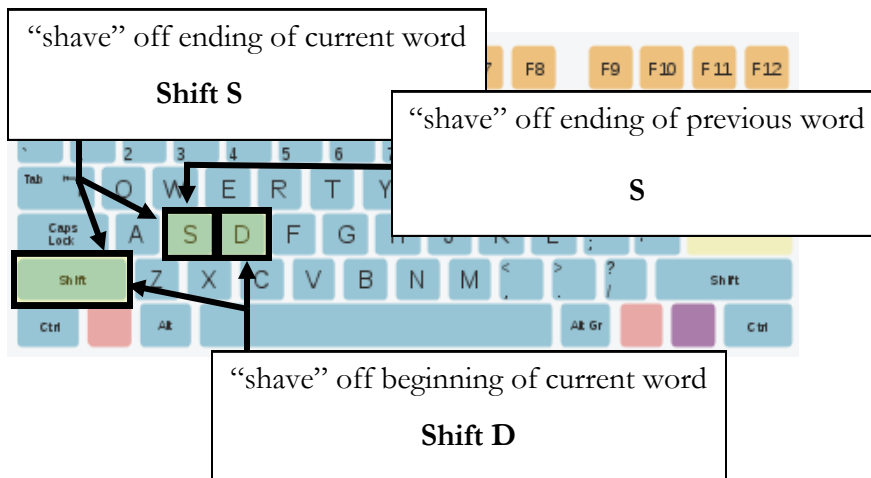 “shave” off ending of current word
Shift S
“shave” off ending of previous word
S
F8 F9 F10 F11 F12
2 3 4 5 6
Tab Q W E R T Y
Caps Lock A S D F G
Shift Z X C V B N M < , > . ? / Shift
Ctrl Alt Alt Gr Ctrl
“shave” off beginning of current word
Shift D